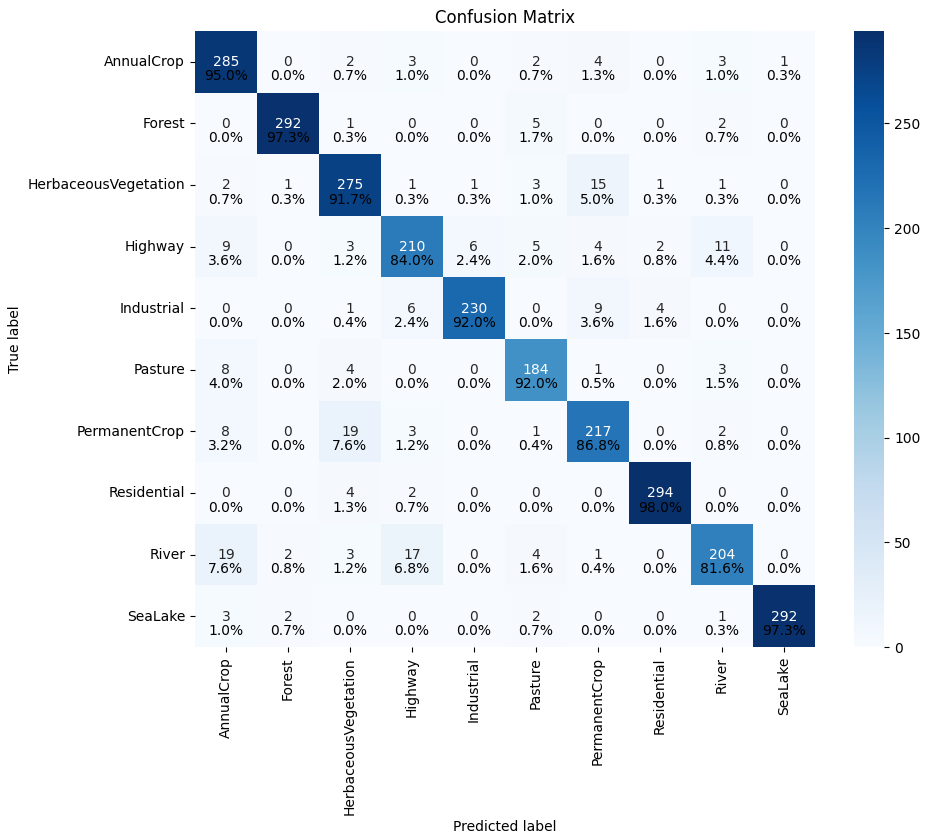 Confusion Matrix
AnnualCrop 285 0 2 3 0 2 4 0 3 1
95.0% 0.0% 0.7% 1.0% 0.0% 0.7% 1.3% 0.0% 1.0% 0.3%
Forest 0 292 1 0 0 5 0 0 2 0
0.0% 97.3% 0.3% 0.0% 0.0% 1.7% 0.0% 0.0% 0.7% 0.0%
HerbaceousVegetation 2 1 275 1 1 3 15 1 1 0
0.7% 0.3% 91.7% 0.3% 0.3% 1.0% 5.0% 0.3% 0.3% 0.0%
Highway 9 0 3 210 6 5 4 2 11 0
3.6% 0.0% 1.2% 84.0% 2.4% 2.0% 1.6% 0.8% 4.4% 0.0%
Industrial 0 0 1 6 230 0 9 4 0 0
0.0% 0.0% 0.4% 2.4% 92.0% 0.0% 3.6% 1.6% 0.0% 0.0%
Pasture 8 0 4 0 0 184 1 0 3 0
4.0% 0.0% 2.0% 0.0% 0.0% 92.0% 0.5% 0.0% 1.5% 0.0%
PermanentCrop 8 0 19 3 0 1 217 0 2 0
3.2% 0.0% 7.6% 1.2% 0.0% 0.4% 86.8% 0.0% 0.8% 0.0%
Residential 0 0 4 2 0 0 0 294 0 0
0.0% 0.0% 1.3% 0.7% 0.0% 0.0% 0.0% 98.0% 0.0% 0.0%
River 19 2 3 17 0 4 1 0 204 0
7.6% 0.8% 1.2% 6.8% 0.0% 1.6% 0.4% 0.0% 81.6% 0.0%
SeaLake 3 2 0 0 0 2 0 0 1 292
1.0% 0.7% 0.0% 0.0% 0.0% 0.7% 0.0% 0.0% 0.3% 97.3%
True label
AnnualCrop
Forest
HerbaceousVegetation
Highway
Industrial
Pasture
PermanentCrop
Residential
River
SeaLake
Predicted label
250
200
150
100
50
0